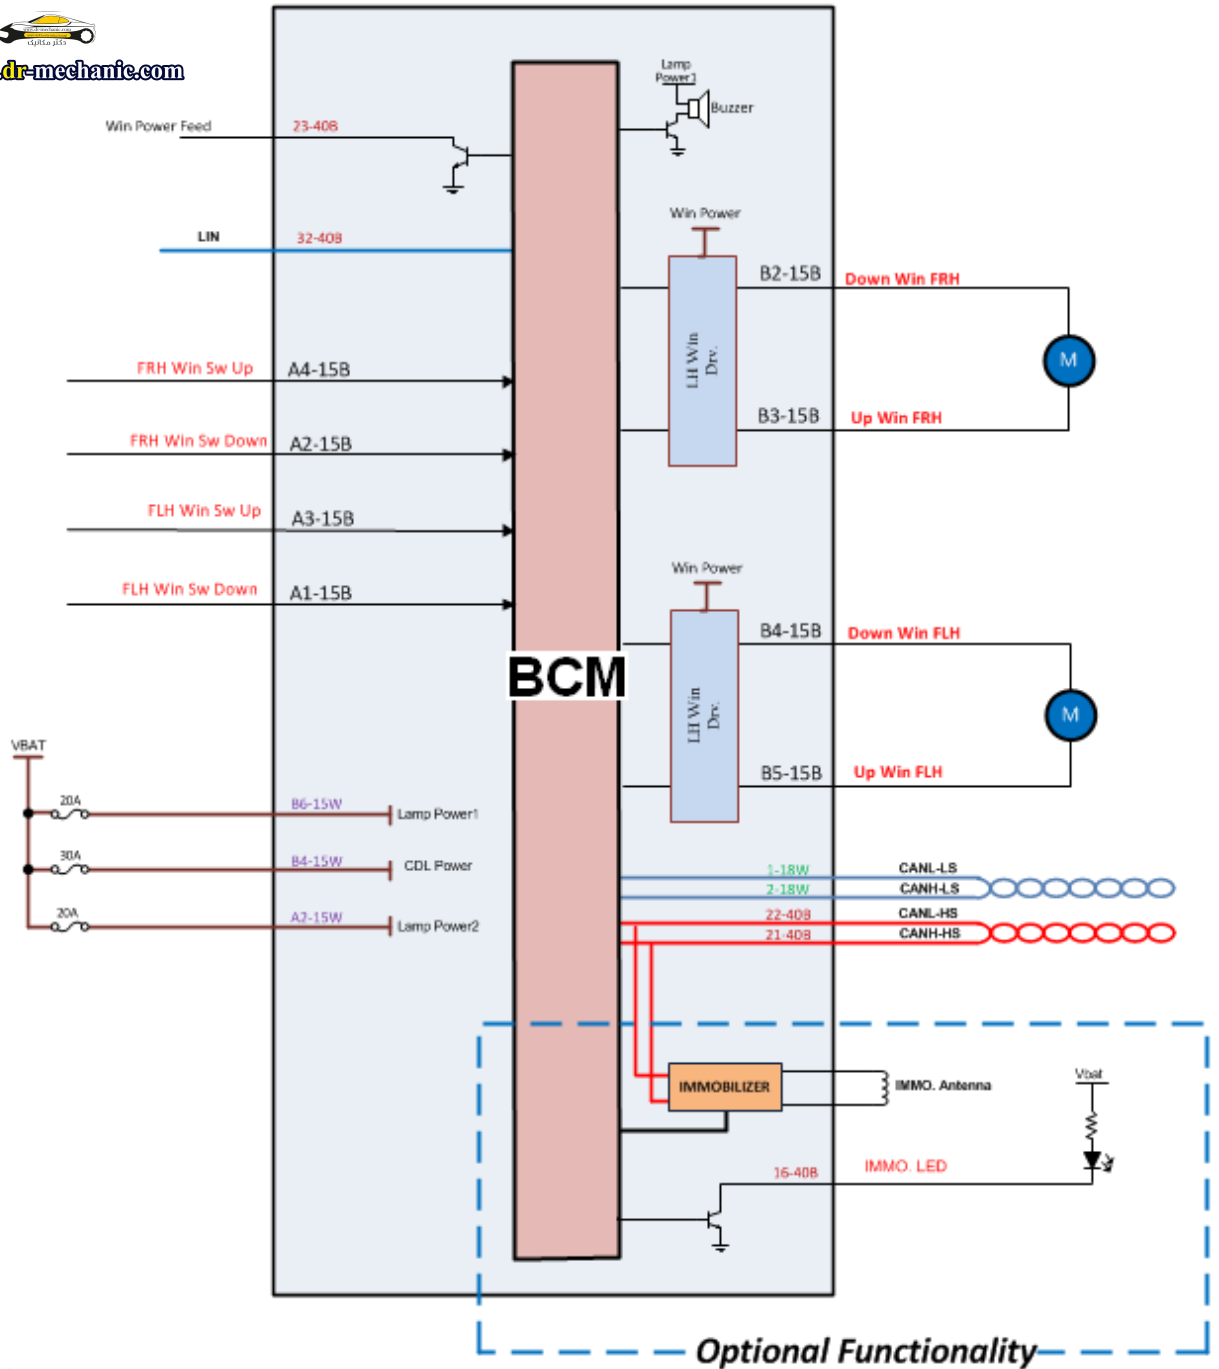 دکتر مکانیک
.dr-mechanic.com
Lamp
Power1
Buzzer
Win Power Feed
23-40B
LIN
32-40B
Win Power
B2-15B
Down Win FRH
LH Win
Drv.
M
FRH Win Sw Up
A4-15B
B3-15B
Up Win FRH
FRH Win Sw Down
A2-15B
FLH Win Sw Up
A3-15B
FLH Win Sw Down
A1-15B
Win Power
B4-15B
Down Win FLH
BCM
LH Win
Drv.
M
B5-15B
Up Win FLH
VBAT
20A
B6-15W
Lamp Power1
30A
B4-15W
CDL Power
20A
A2-15W
Lamp Power2
1-18W
CANL-LS
2-18W
CANH-LS
22-40B
CANL-HS
21-40B
CANH-HS
IMMOBILIZER
IMMO. Antenna
Vbat
16-40B
IMMO. LED
Optional Functionality